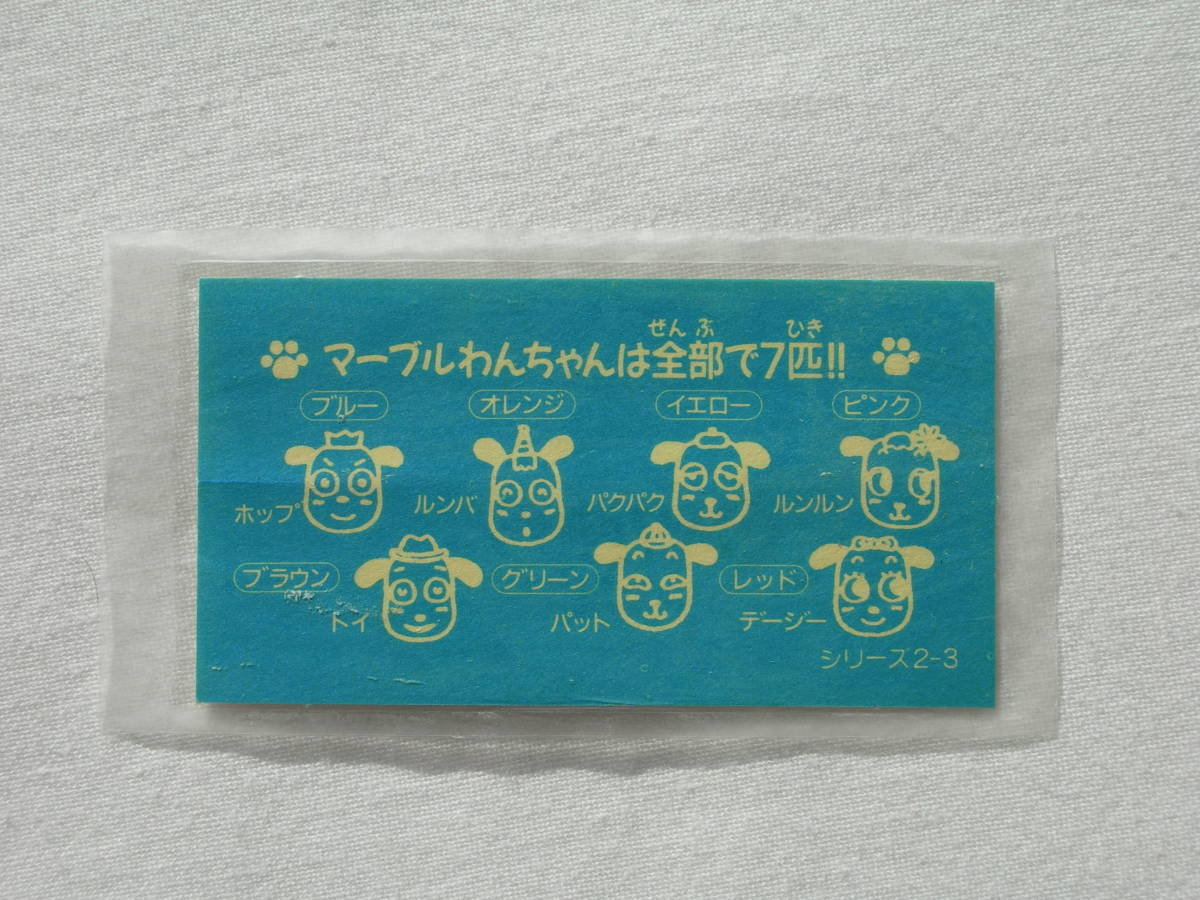 ぜんぶ ひき
マーブルわんちゃんは全部で7匹!!
ブルー オレンジ イエロー ピンク
ホップ ルンバ パクパク ルンルン
ブラウン グリーン レッド
トイ パット デージー
シリーズ2-3